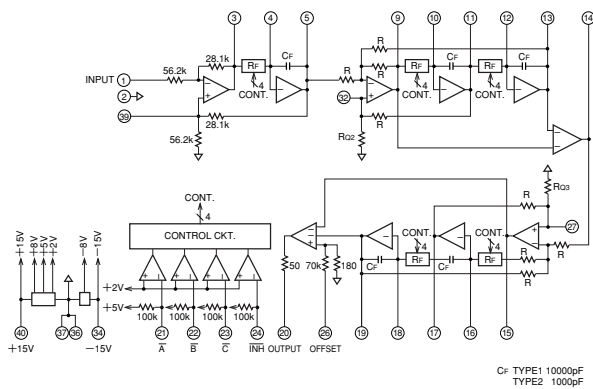 3 4 5 9 10 11 12 13 14
28.1k RF CF R RF CF RF CF
56.2k R R
INPUT 1
4 CONT. 4 CONT. 4 CONT.
2 32
39 28.1k R
56.2k RQ2
CONT. RQ3
4 R
CONTROL CKT. CONT. CONT. 27
+15V +8V +5V +2V -8V -15V
4 4 R
50 70k 180 CF RF CF RF R
+2V R
+5V
100k 100k 100k 100k
40 37 36 34 21 22 23 24 20 26 19 18 17 16 15
+15V -15V A B C INH OUTPUT OFFSET
CF TYPE1 10000pF
TYPE2 1000pF